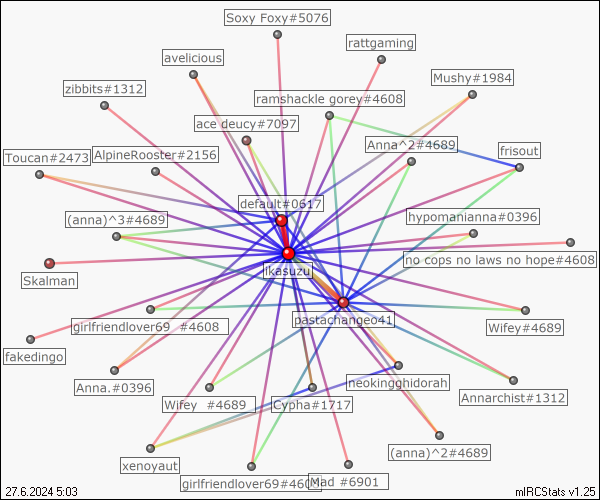 Soxy Foxy#5076
rattgaming
avelicious
Mushy#1984
zibbits#1312
ramshackle gorey#4608
ace deucy#7097
Anna^2#4689
frisout
Toucan#2473
AlpineRooster#2156
default#0617
(anna)^3#4689
hypomanianna#0396
no cops no laws no hope#4608
Skalman
Ikasuzu
girlfriendlover69 #4608
pastachangeo41
Wifey#4689
fakedingo
Anna.#0396
neokingghidorah
Wifey #4689
Cypha#1717
Annarchist#1312
(anna)^2#4689
xenoyaut
girlfriendlover69#4608
Mad #6901
27.6.2024 5:03
mIRCStats v1.25